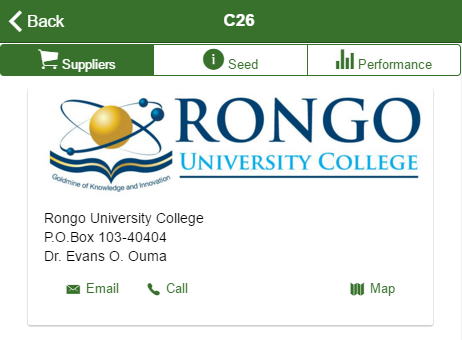 Back
C26
Suppliers
Seed
Performance
RONGO
UNIVERSITY COLLEGE
Goldmine of Knowledge and Innovation
Rongo University College
P.O.Box 103-40404
Dr. Evans O. Ouma
Email
Call
Map